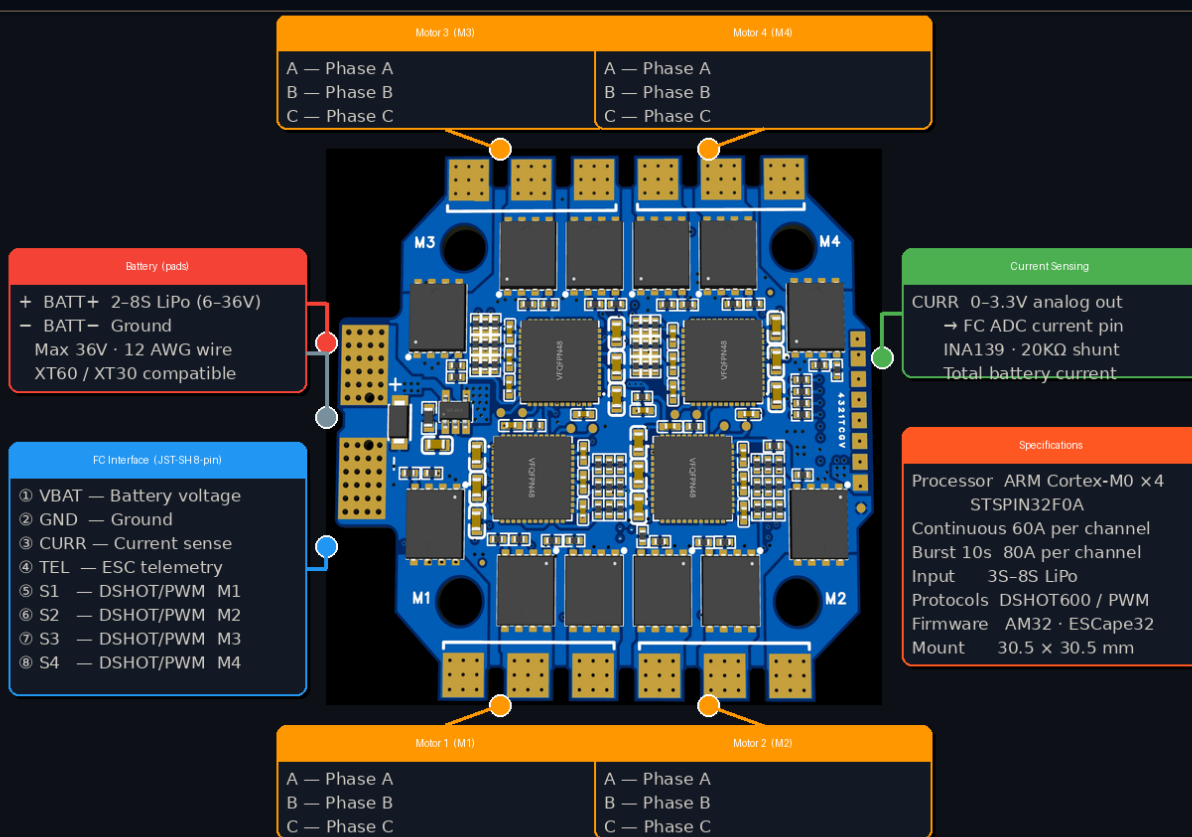 Motor 3 (M3)
A — Phase A
B — Phase B
C — Phase C
Motor 4 (M4)
A — Phase A
B — Phase B
C — Phase C
Battery (pads)
+ BATT+ 2–8S LiPo (6–36V)
− BATT− Ground
Max 36V · 12 AWG wire
XT60 / XT30 compatible
FC Interface (JST-SH 8-pin)
① VBAT — Battery voltage
② GND — Ground
③ CURR — Current sense
④ TEL — ESC telemetry
⑤ S1 — DSHOT/PWM M1
⑥ S2 — DSHOT/PWM M2
⑦ S3 — DSHOT/PWM M3
⑧ S4 — DSHOT/PWM M4
M3
M4
VFQFPN48
VFQFPN48
+
4321TCGV
VFQFPN48
VFQFPN48
-
M1
M2
Current Sensing
CURR 0–3.3V analog out
→ FC ADC current pin
INA139 · 20KΩ shunt
Total battery current
Specifications
Processor ARM Cortex-M0 ×4
STSPIN32F0A
Continuous 60A per channel
Burst 10s 80A per channel
Input 3S–8S LiPo
Protocols DSHOT600 / PWM
Firmware AM32 · ESCape32
Mount 30.5 × 30.5 mm
Motor 1 (M1)
A — Phase A
B — Phase B
C — Phase C
Motor 2 (M2)
A — Phase A
B — Phase B
C — Phase C